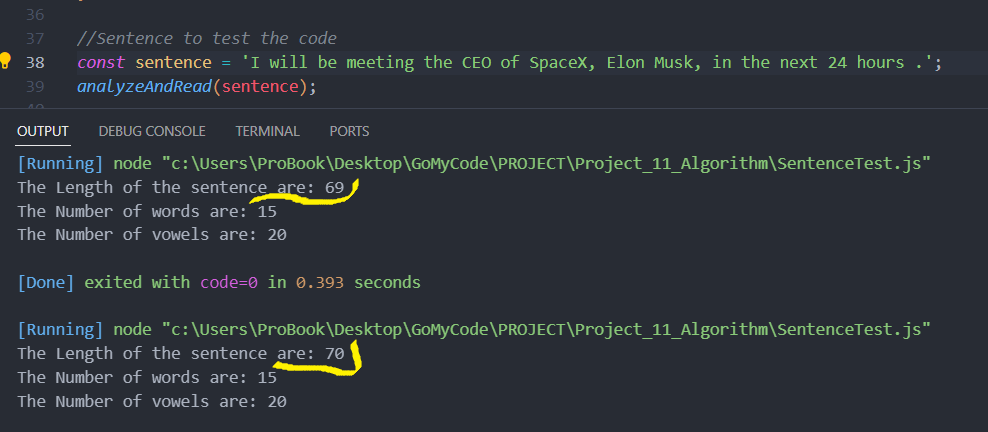 36
37 //Sentence to test the code
38 const sentence = 'I will be meeting the CEO of SpaceX, Elon Musk, in the next 24 hours .';
39 analyzeAndRead(sentence);
40
OUTPUT DEBUG CONSOLE TERMINAL PORTS
[Running] node "c:\Users\ProBook\Desktop\GoMyCode\PROJECT\Project_11_Algorithm\SentenceTest.js"
The Length of the sentence are: 69
The Number of words are: 15
The Number of vowels are: 20
[Done] exited with code=0 in 0.393 seconds
[Running] node "c:\Users\ProBook\Desktop\GoMyCode\PROJECT\Project_11_Algorithm\SentenceTest.js"
The Length of the sentence are: 70
The Number of words are: 15
The Number of vowels are: 20